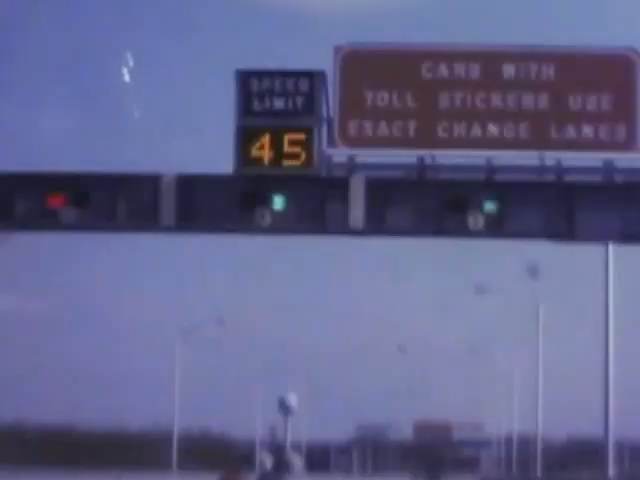 SPEED
LIMIT
45
CARS WITH
TOLL STICKERS USE
EXACT CHANGE LANES